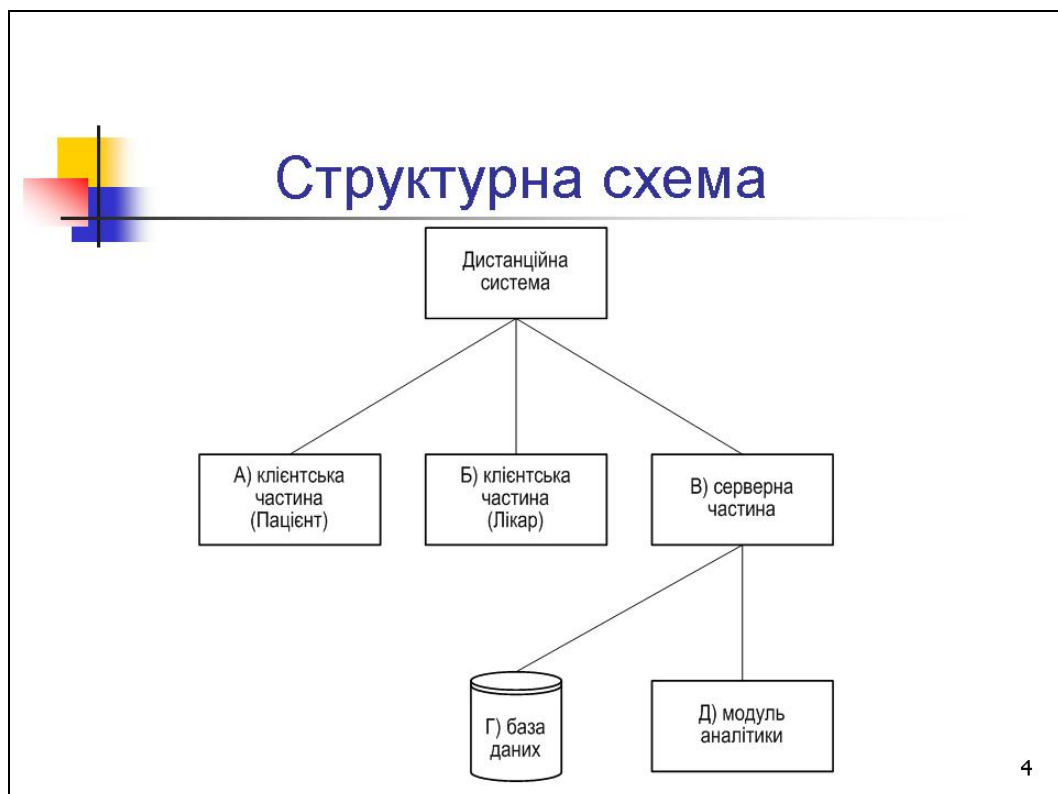 Структурна схема
Дистанційна
система
А) клієнтська
частина
(Пацієнт)
Б) клієнтська
частина
(Лікар)
В) серверна
частина
Г) база
даних
Д) модуль
аналітики
4